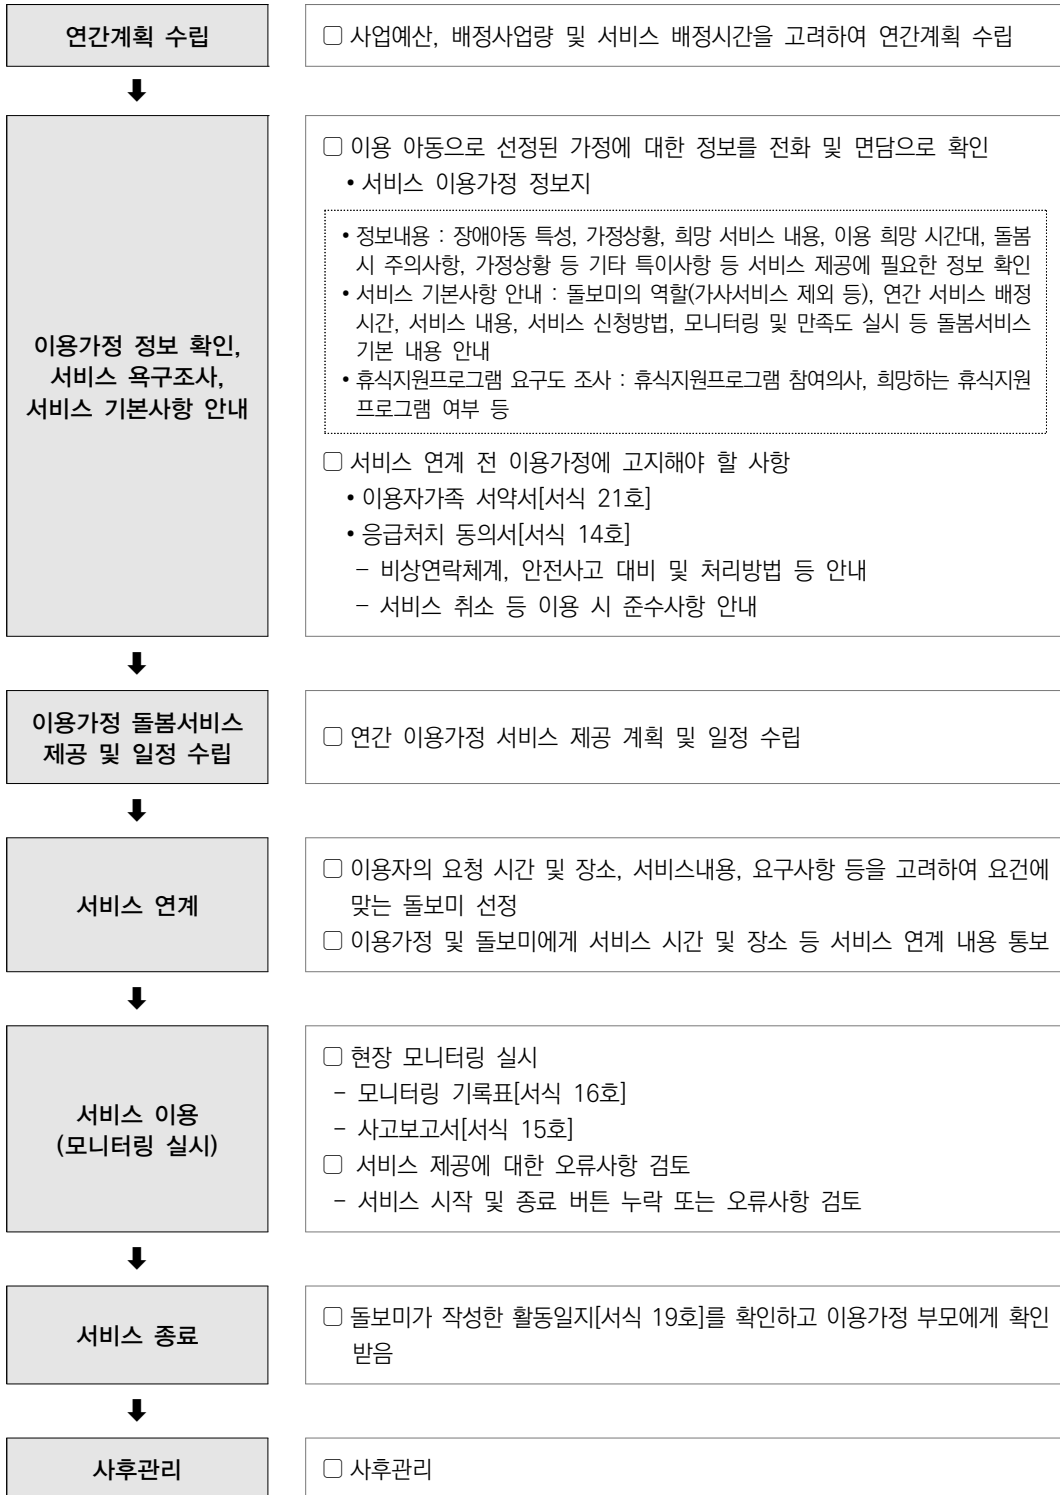 연간계획 수립
□ 사업예산, 배정사업량 및 서비스 배정시간을 고려하여 연간계획 수립
⬇
이용가정 정보 확인,
서비스 욕구조사,
서비스 기본사항 안내
□ 이용 아동으로 선정된 가정에 대한 정보를 전화 및 면담으로 확인
• 서비스 이용가정 정보지
• 정보내용 : 장애아동 특성, 가정상황, 희망 서비스 내용, 이용 희망 시간대, 돌봄
시 주의사항, 가정상황 등 기타 특이사항 등 서비스 제공에 필요한 정보 확인
• 서비스 기본사항 안내 : 돌보미의 역할(가사서비스 제외 등), 연간 서비스 배정
시간, 서비스 내용, 서비스 신청방법, 모니터링 및 만족도 실시 등 돌봄서비스
기본 내용 안내
• 휴식지원프로그램 요구도 조사 : 휴식지원프로그램 참여의사, 희망하는 휴식지원
프로그램 여부 등
□ 서비스 연계 전 이용가정에 고지해야 할 사항
• 이용자가족 서약서[서식 21호]
• 응급처치 동의서[서식 14호]
- 비상연락체계, 안전사고 대비 및 처리방법 등 안내
- 서비스 취소 등 이용 시 준수사항 안내
⬇
이용가정 돌봄서비스
제공 및 일정 수립
□ 연간 이용가정 서비스 제공 계획 및 일정 수립
⬇
서비스 연계
□ 이용자의 요청 시간 및 장소, 서비스내용, 요구사항 등을 고려하여 요건에
맞는 돌보미 선정
□ 이용가정 및 돌보미에게 서비스 시간 및 장소 등 서비스 연계 내용 통보
⬇
서비스 이용
(모니터링 실시)
□ 현장 모니터링 실시
- 모니터링 기록표[서식 16호]
- 사고보고서[서식 15호]
□ 서비스 제공에 대한 오류사항 검토
- 서비스 시작 및 종료 버튼 누락 또는 오류사항 검토
⬇
서비스 종료
□ 돌보미가 작성한 활동일지[서식 19호]를 확인하고 이용가정 부모에게 확인
받음
⬇
사후관리
□ 사후관리